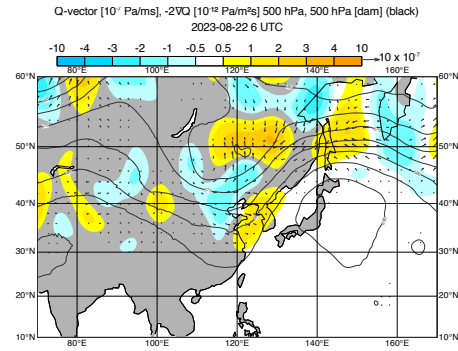 Q-vector [10⁻⁷ Pa/ms], -2∇Q [10⁻¹² Pa/m²s] 500 hPa, 500 hPa [dam] (black)
2023-08-22 6 UTC
-10 -4 -3 -2 -1 -0.5 0.5 1 2 3 4 10 10 x 10⁻⁷
80°E 100°E 120°E 140°E 160°E
60°N 60°N
50°N 50°N
40°N 40°N
30°N 30°N
20°N 20°N
10°N 10°N
80°E 100°E 120°E 140°E 160°E